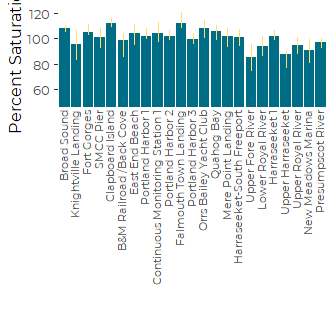 Percent Saturati
120
100
80
60
Broad Sound
Knightville Landing
Fort Gorges
SMCC Pier
Clapboard Island
B&M Railroad /Back Cove
East End Beach
Portland Harbor 1
Continuous Monitoring Station 1
Portland Harbor 2
Falmouth Town Landing
Portland Harbor 3
Orrs Bailey Yacht Club
Quahog Bay
Mere Point Landing
Harraseeket-South Freeport
Upper Fore River
Lower Royal River
Harraseeket 1
Upper Harraseeket
Upper Royal River
New Meadows Marina
Presumpscot River